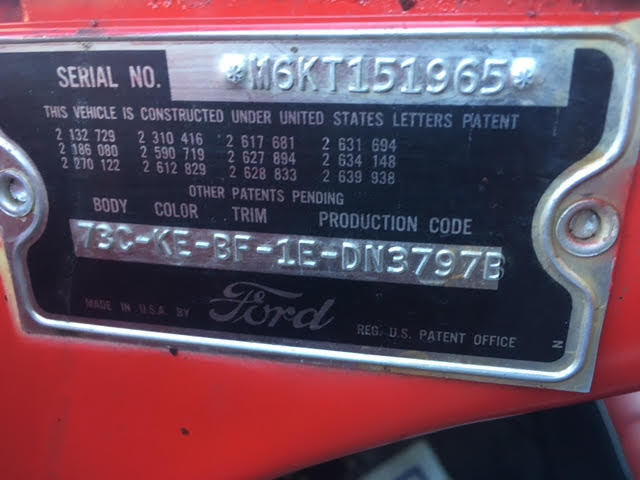 SERIAL NO. *M6KT151965*
THIS VEHICLE IS CONSTRUCTED UNDER UNITED STATES LETTERS PATENT
2 132 729 2 310 416 2 617 681 2 631 694
2 186 080 2 590 719 2 627 894 2 634 148
2 270 122 2 612 829 2 628 833 2 639 938
OTHER PATENTS PENDING
BODY COLOR TRIM PRODUCTION CODE
73C-KE-BF-1E-DN3797B
MADE IN U.S.A. BY Ford REG. U.S. PATENT OFFICE N